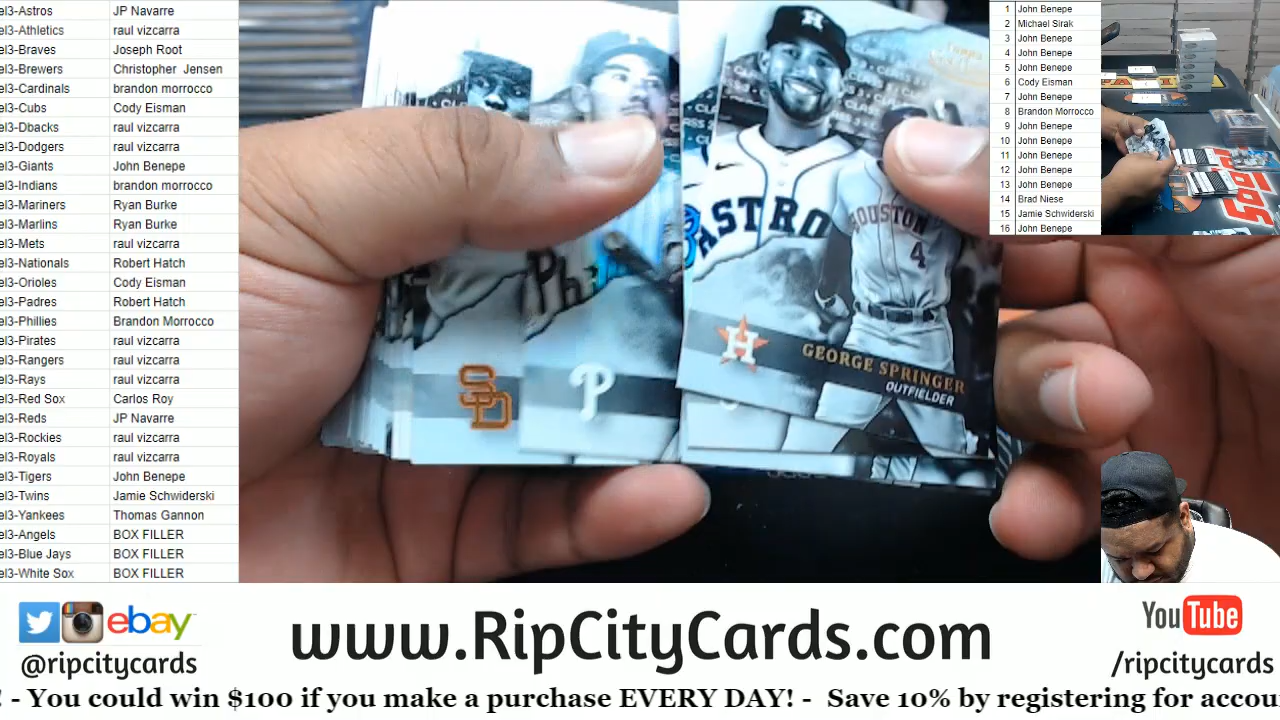 el3-Astros JP Navarre
el3-Athletics raul vizcarra
el3-Braves Joseph Root
el3-Brewers Christopher Jensen
el3-Cardinals brandon morrocco
el3-Cubs Cody Eisman
el3-Dbacks raul vizcarra
el3-Dodgers raul vizcarra
el3-Giants John Benepe
el3-Indians brandon morrocco
el3-Mariners Ryan Burke
el3-Marlins Ryan Burke
el3-Mets raul vizcarra
el3-Nationals Robert Hatch
el3-Orioles Cody Eisman
el3-Padres Robert Hatch
el3-Phillies Brandon Morrocco
el3-Pirates raul vizcarra
el3-Rangers raul vizcarra
el3-Rays raul vizcarra
el3-Red Sox Carlos Roy
el3-Reds JP Navarre
el3-Rockies raul vizcarra
el3-Royals raul vizcarra
el3-Tigers John Benepe
el3-Twins Jamie Schwiderski
el3-Yankees Thomas Gannon
el3-Angels BOX FILLER
el3-Blue Jays BOX FILLER
el3-White Sox BOX FILLER
H
ASTRO
HOUSTON
4
Phi
SD
P
H
GEORGE SPRINGER
OUTFIELDER
1 John Benepe
2 Michael Sirak
3 John Benepe
4 John Benepe
5 John Benepe
6 Cody Eisman
7 John Benepe
8 Brandon Morrocco
9 John Benepe
10 John Benepe
11 John Benepe
12 John Benepe
13 John Benepe
14 Brad Niese
15 Jamie Schwiderski
16 John Benepe
topps
ebay
@ripcitycards
www.RipCityCards.com
YouTube
/ripcitycards
! - You could win $100 if you make a purchase EVERY DAY! - Save 10% by registering for accou